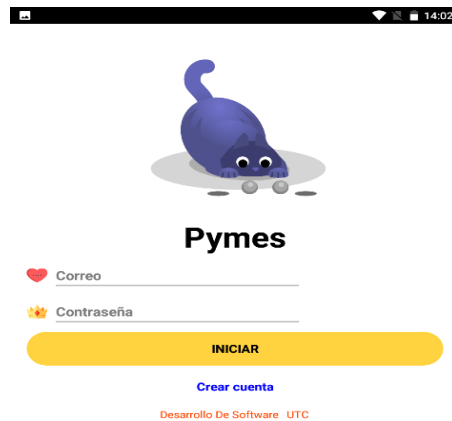 14:02
Pymes
Correo
Contraseña
INICIAR
Crear cuenta
Desarrollo De Software UTC